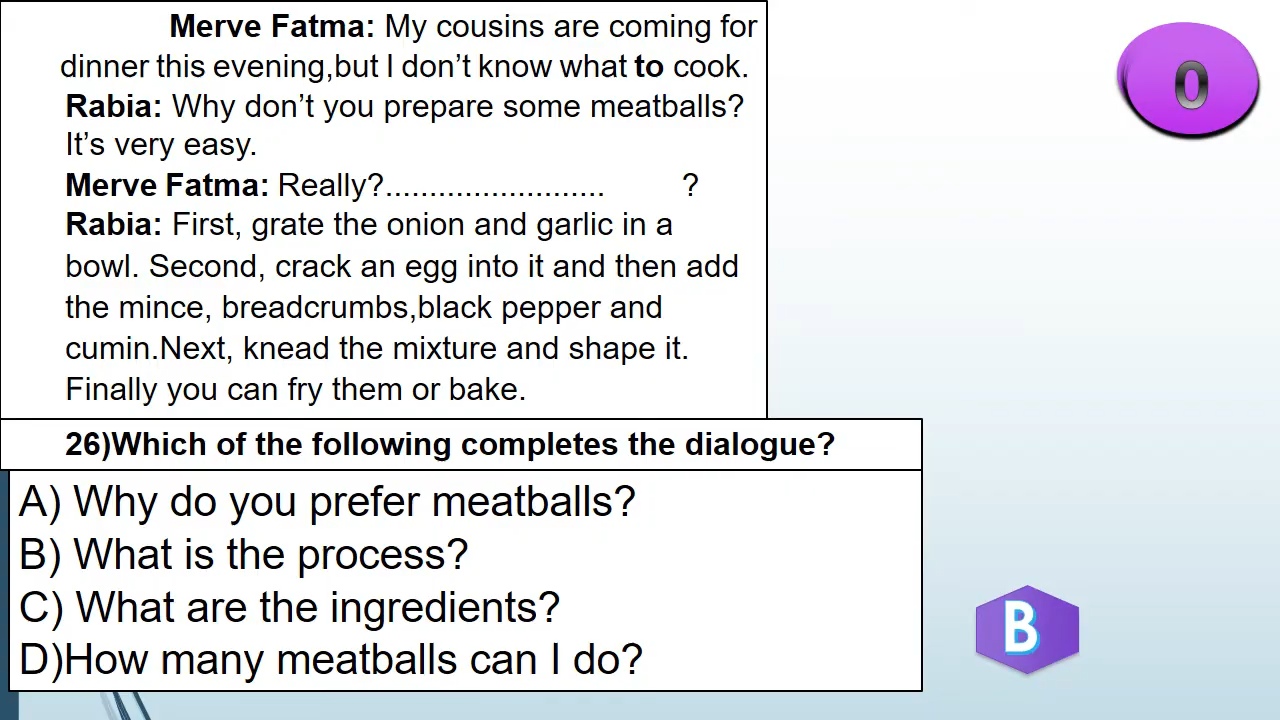 Merve Fatma: My cousins are coming for
dinner this evening,but I don’t know what to cook.
Rabia: Why don’t you prepare some meatballs?
It’s very easy.
Merve Fatma: Really?......................... ?
Rabia: First, grate the onion and garlic in a
bowl. Second, crack an egg into it and then add
the mince, breadcrumbs,black pepper and
cumin.Next, knead the mixture and shape it.
Finally you can fry them or bake.
26)Which of the following completes the dialogue?
A) Why do you prefer meatballs?
B) What is the process?
C) What are the ingredients?
D)How many meatballs can I do?
0
B